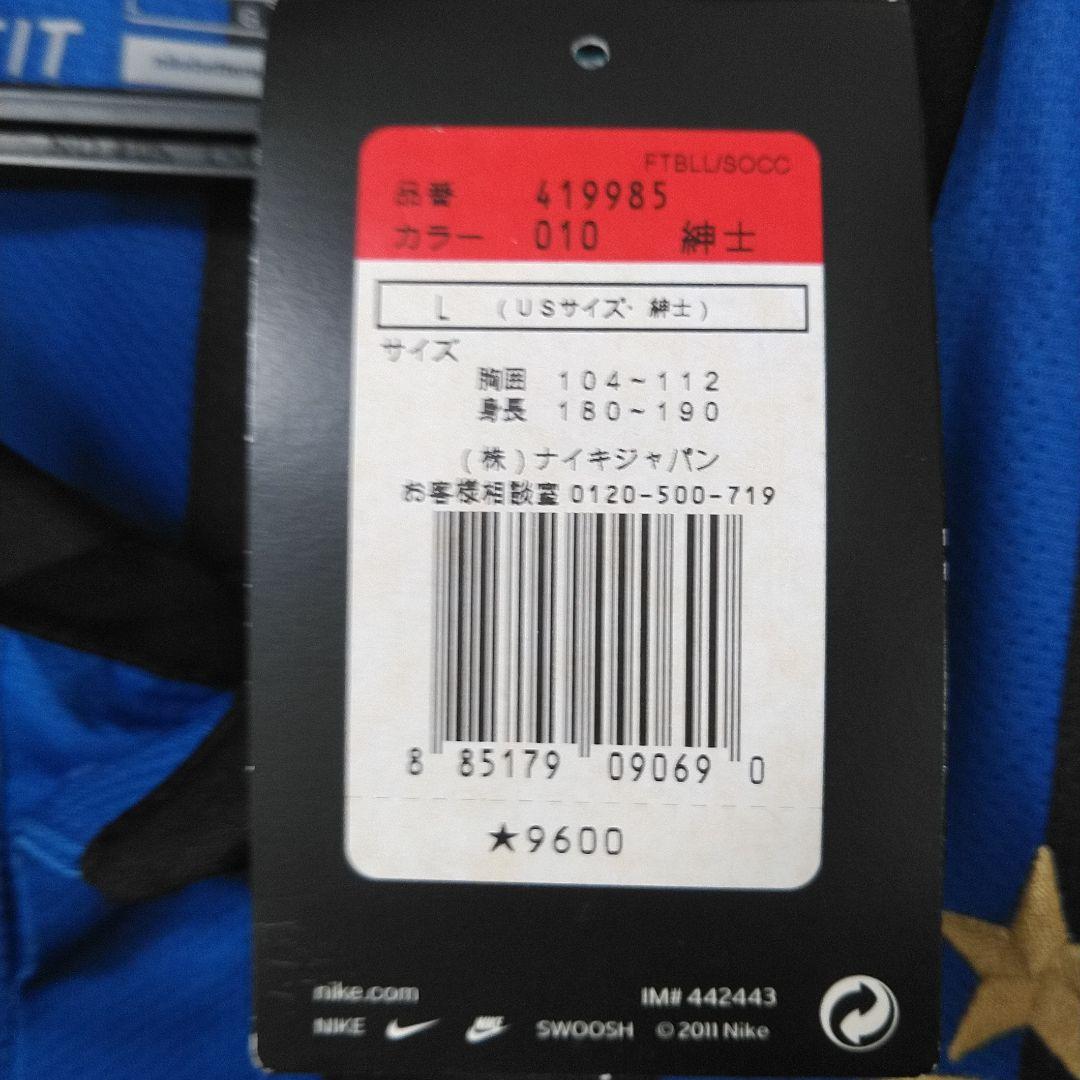 FIT
FTBLL/SOCC
品番 419985
カラー 010 紳士
L (USサイズ・紳士)
サイズ
胸囲 104~112
身長 180~190
(株)ナイキジャパン
お客様相談室 0120-500-719
8 85179 09069 0
★9600
nike.com IM# 442443
NIKE NIKE SWOOSH © 2011 Nike